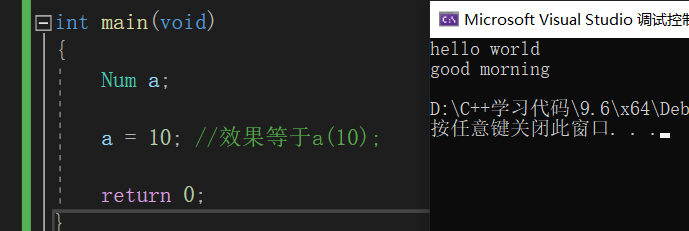 int main(void)
{
Num a;
a = 10; //效果等于a(10);
return 0;
}
Microsoft Visual Studio 调试控制
hello world
good morning
D:\C++学习代码\9.6\x64\Deb
按任意键关闭此窗口. . .